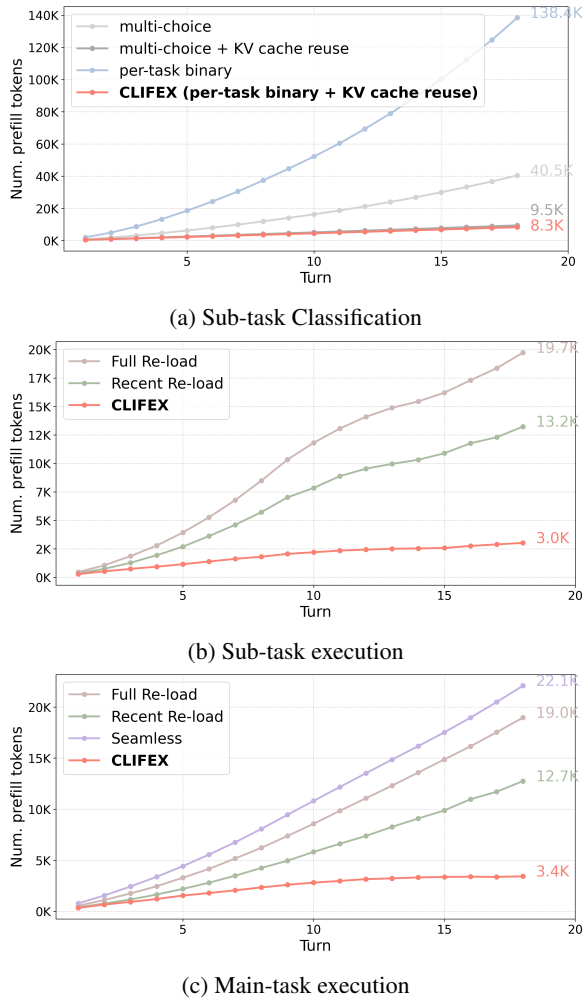 140K
120K
100K
80K
60K
40K
20K
0K
Num. prefill tokens
multi-choice
multi-choice + KV cache reuse
per-task binary
CLIFEX (per-task binary + KV cache reuse)
138.4K
40.5K
9.5K
8.3K
5
10
15
20
Turn
(a) Sub-task Classification
20K
17K
15K
12K
10K
7K
5K
2K
0K
Num. prefill tokens
Full Re-load
Recent Re-load
CLIFEX
19.7K
13.2K
3.0K
5
10
15
20
Turn
(b) Sub-task execution
20K
15K
10K
5K
0K
Num. prefill tokens
Full Re-load
Recent Re-load
Seamless
CLIFEX
22.1K
19.0K
12.7K
3.4K
5
10
15
20
Turn
(c) Main-task execution